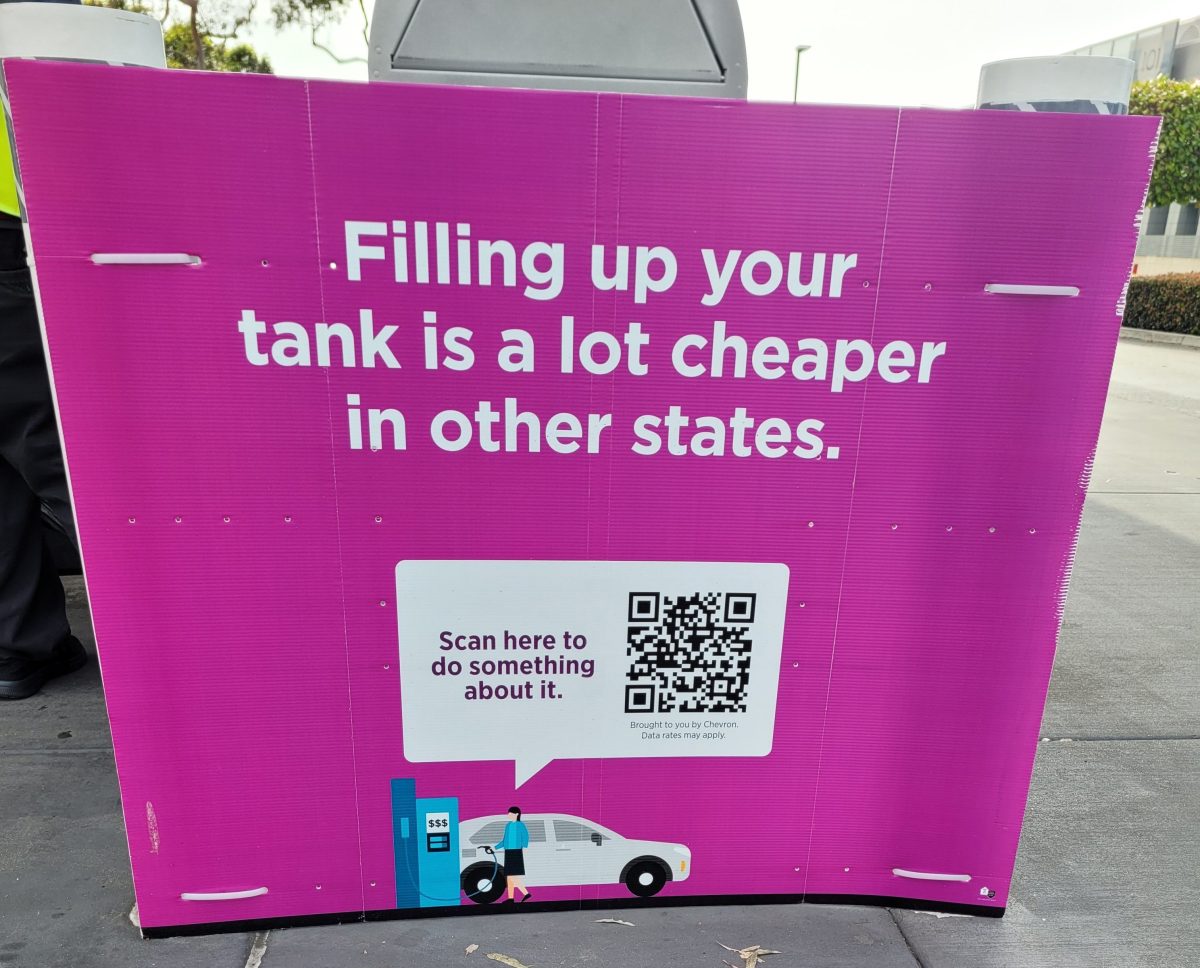 101
Filling up your
tank is a lot cheaper
in other states.
Scan here to
do something
about it.
Brought to you by Chevron.
Data rates may apply.
$$$